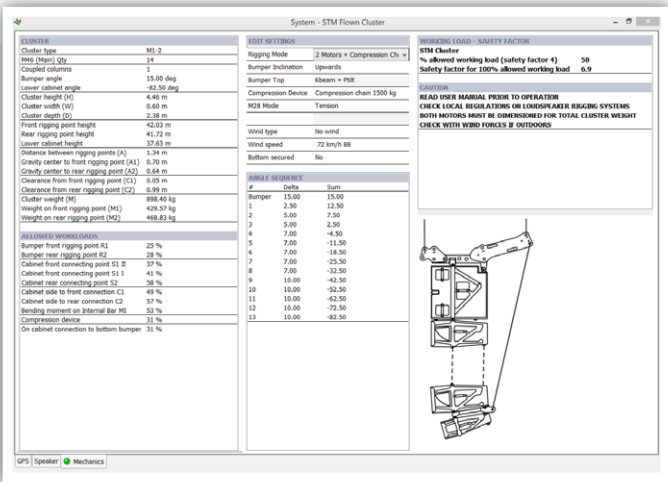 System - STM Flown Cluster
CLUSTER
Cluster type M1-2
M46 (Main) Qty 14
Coupled columns 1
Bumper angle 15.00 deg
Lower cabinet angle -82.50 deg
Cluster height (H) 4.46 m
Cluster width (W) 0.60 m
Cluster depth (D) 2.38 m
Front rigging point height 42.03 m
Rear rigging point height 41.72 m
Lower cabinet height 37.63 m
Distance between rigging points (A) 1.34 m
Gravity center to front rigging point (A1) 0.70 m
Gravity center to rear rigging point (A2) 0.64 m
Clearance from front rigging point (C1) 0.05 m
Clearance from rear rigging point (C2) 0.99 m
Cluster weight (M) 898.40 kg
Weight on front rigging point (M1) 429.57 kg
Weight on rear rigging point (M2) 468.83 kg
ALLOWED WORKLOADS
Bumper front rigging point R1 25 %
Bumper rear rigging point R2 28 %
Cabinet front connecting point S1 II 37 %
Cabinet front connecting point S1 I 41 %
Cabinet rear connecting point S2 58 %
Cabinet side to front connection C1 49 %
Cabinet side to rear connection C2 57 %
Bending moment on Internal Bar MI 53 %
Compression device 31 %
On cabinet connection to bottom bumper 31 %
EDIT SETTINGS
Rigging Mode 2 Motors + Compression Ch
Bumper Inclination Upwards
Bumper Top Kbeam + Ptilt
Compression Device Compression chain 1500 kg
M28 Mode Tension
Wind type No wind
Wind speed 72 km/h B8
Bottom secured No
ANGLE SEQUENCE
# Delta Sum
Bumper 15.00 15.00
1 2.50 12.50
2 5.00 7.50
3 5.00 2.50
4 7.00 -4.50
5 7.00 -11.50
6 7.00 -18.50
7 7.00 -25.50
8 7.00 -32.50
9 10.00 -42.50
10 10.00 -52.50
11 10.00 -62.50
12 10.00 -72.50
13 10.00 -82.50
WORKING LOAD - SAFETY FACTOR
STM Cluster
% allowed working load (safety factor 4) 58
Safety factor for 100% allowed working load 6.9
CAUTION
READ USER MANUAL PRIOR TO OPERATION
CHECK LOCAL REGULATIONS ON LOUDSPEAKER RIGGING SYSTEMS
BOTH MOTORS MUST BE DIMENSIONED FOR TOTAL CLUSTER WEIGHT
CHECK WITH WIND FORCES IF OUTDOORS
GPS Speaker Mechanics